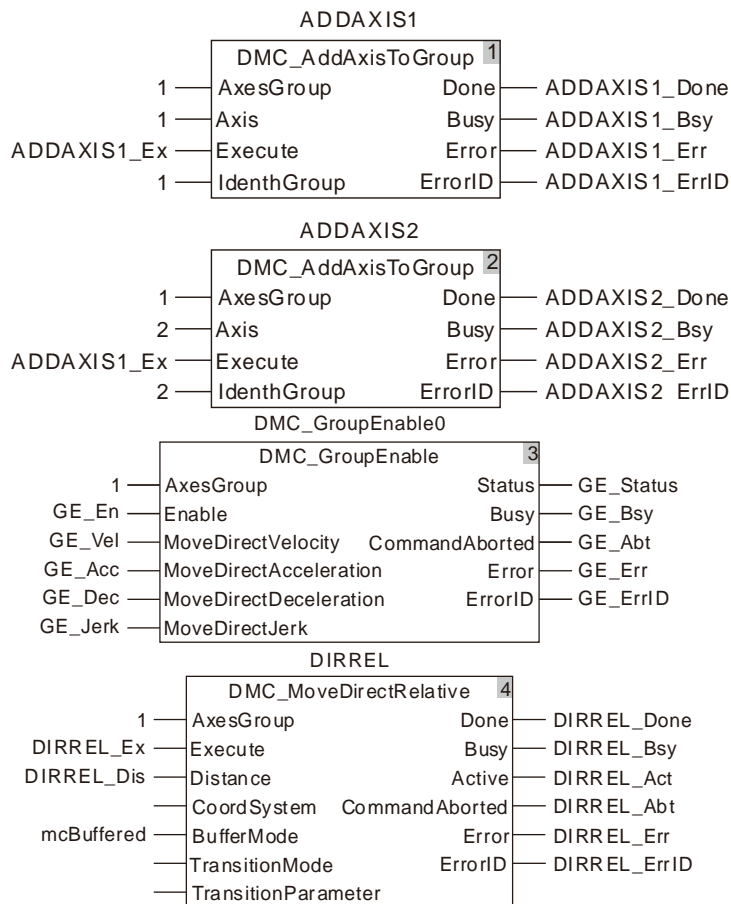 ADDAXIS1
DMC_AddAxisToGroup 1
1 AxesGroup Done ADDAXIS1_Done
1 Axis Busy ADDAXIS1_Bsy
ADDAXIS1_Ex Execute Error ADDAXIS1_Err
1 IdenthGroup ErrorID ADDAXIS1_ErrID
ADDAXIS2
DMC_AddAxisToGroup 2
1 AxesGroup Done ADDAXIS2_Done
2 Axis Busy ADDAXIS2_Bsy
ADDAXIS1_Ex Execute Error ADDAXIS2_Err
2 IdenthGroup ErrorID ADDAXIS2 ErrID
DMC_GroupEnable0
DMC_GroupEnable 3
1 AxesGroup Status GE_Status
GE_En Enable Busy GE_Bsy
GE_Vel MoveDirectVelocity CommandAborted GE_Abt
GE_Acc MoveDirectAcceleration Error GE_Err
GE_Dec MoveDirectDeceleration ErrorID GE_ErrID
GE_Jerk MoveDirectJerk
DIRREL
DMC_MoveDirectRelative 4
1 AxesGroup Done DIRREL_Done
DIRREL_Ex Execute Busy DIRREL_Bsy
DIRREL_Dis Distance Active DIRREL_Act
CoordSystem CommandAborted DIRREL_Abt
mcBuffered BufferMode Error DIRREL_Err
TransitionMode ErrorID DIRREL_ErrID
TransitionParameter